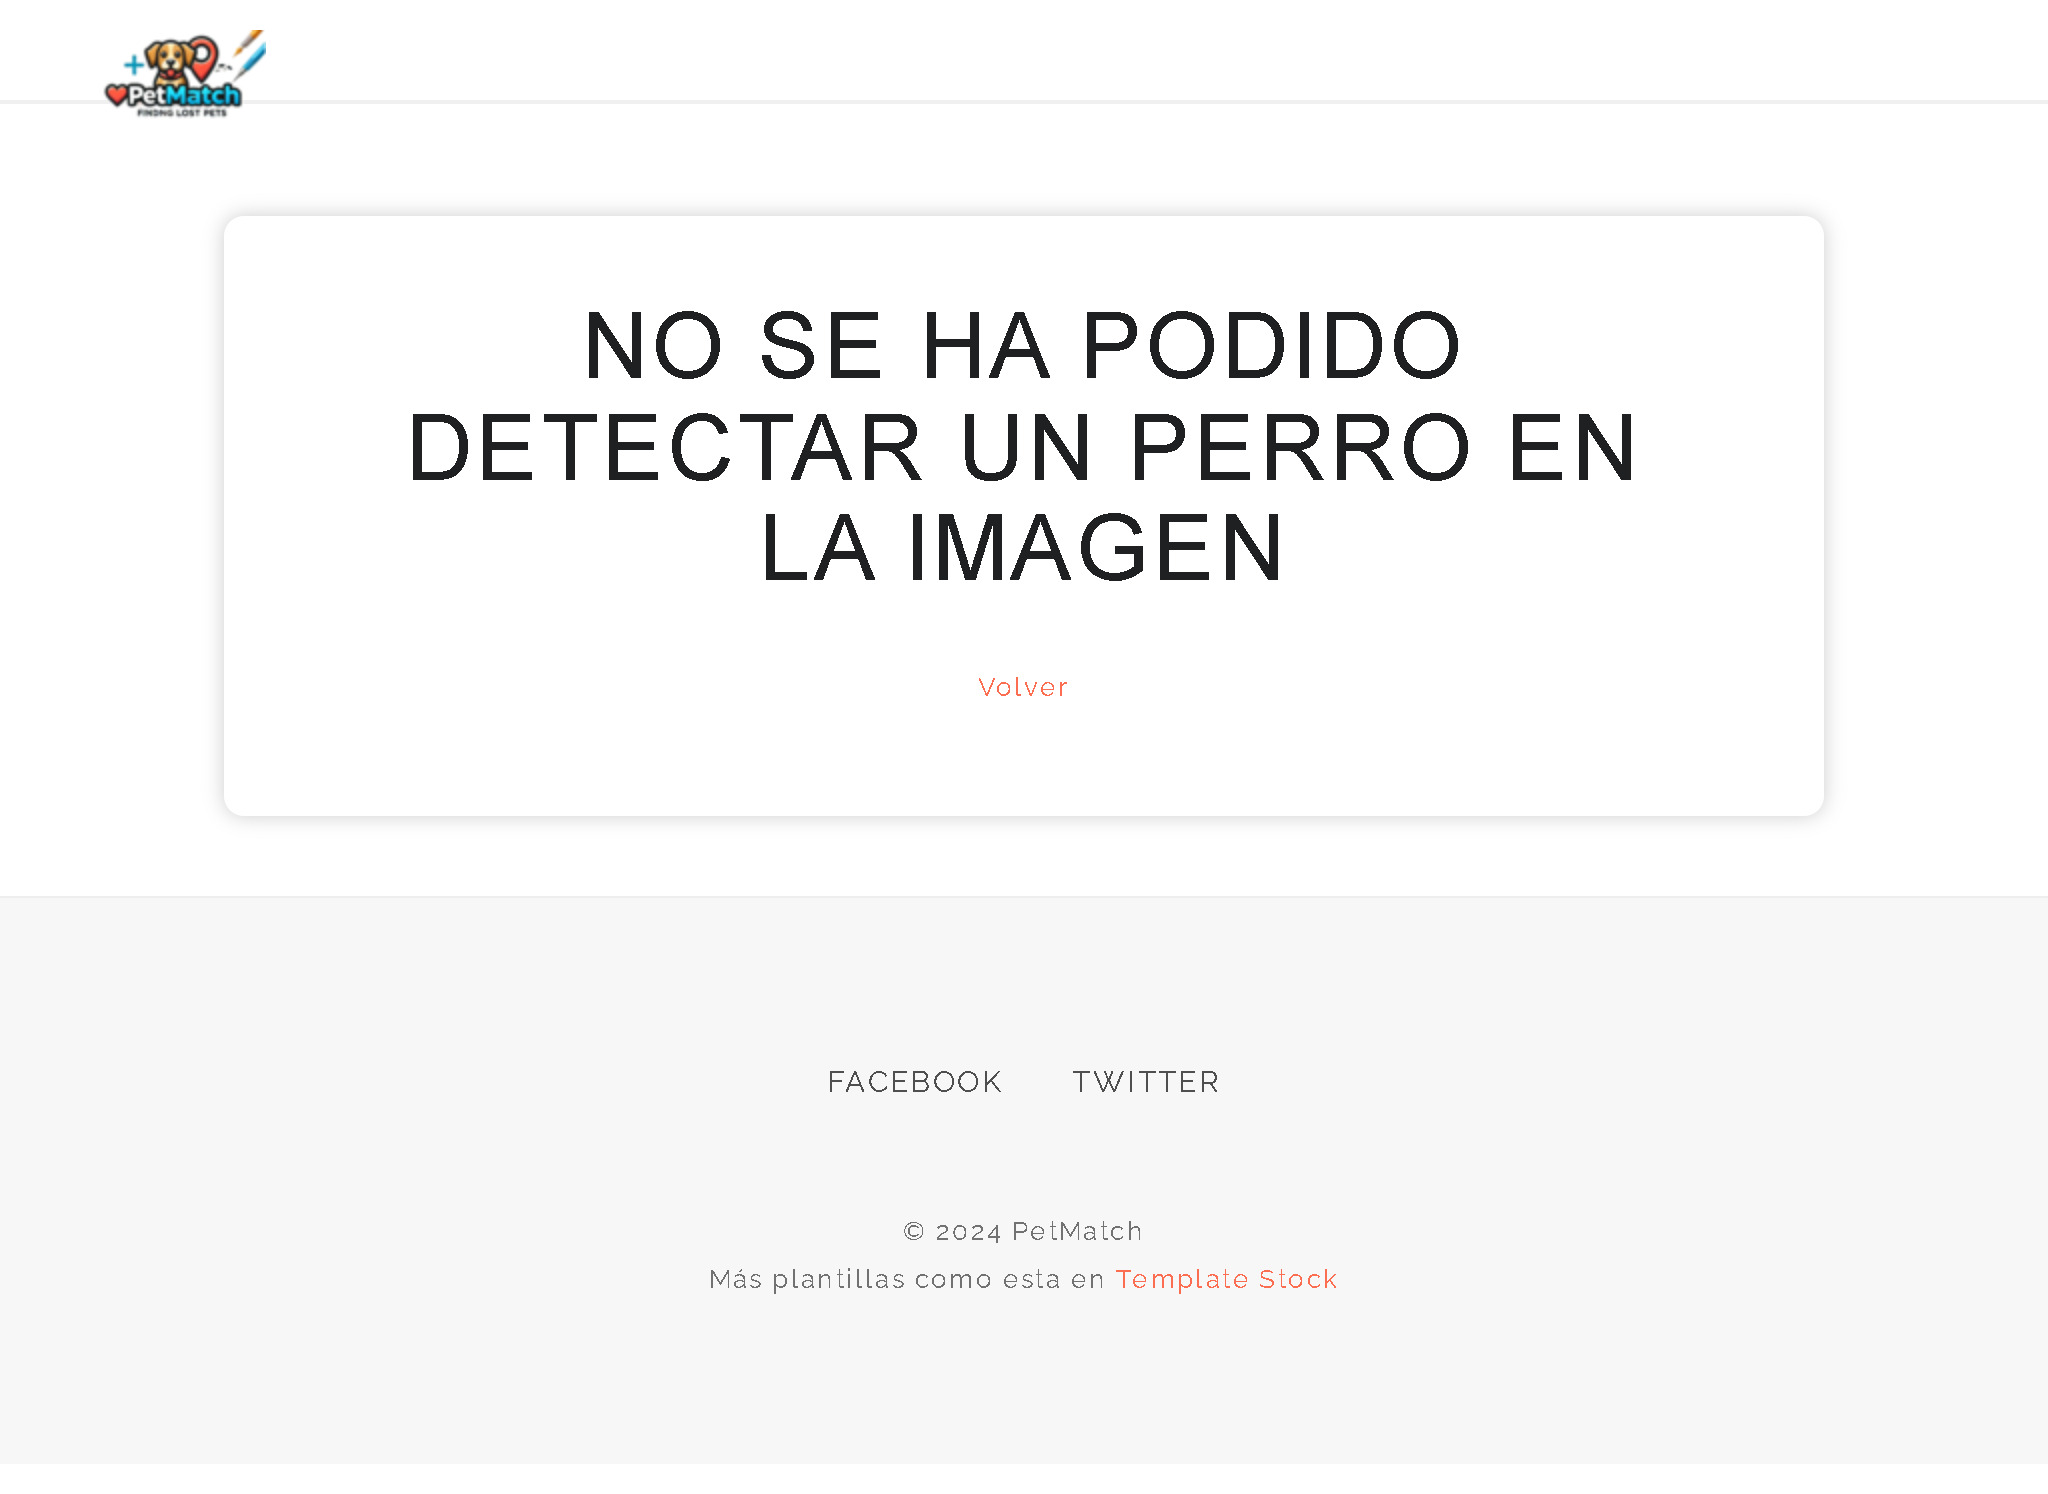 PetMatch
FINDNG LOST PETS
NO SE HA PODIDO
DETECTAR UN PERRO EN
LA IMAGEN
Volver
FACEBOOK TWITTER
© 2024 PetMatch
Más plantillas como esta en Template Stock